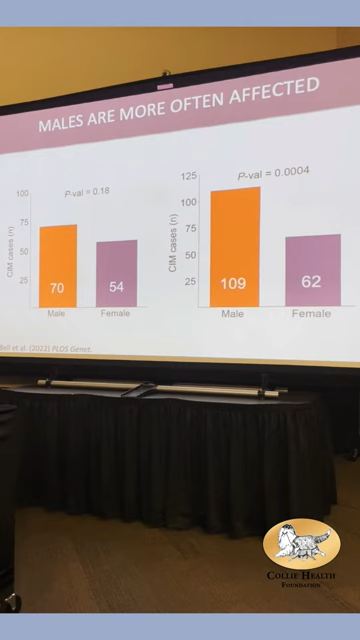 MALES ARE MORE OFTEN AFFECTED
P-val = 0.18
CIM cases (n)
100
75
50
25
70
54
Male
Female
P-val = 0.0004
CIM cases (n)
125
100
75
50
25
109
62
Male
Female
Bell et al. (2022) PLOS Genet.
COLLIE HEALTH
FOUNDATION